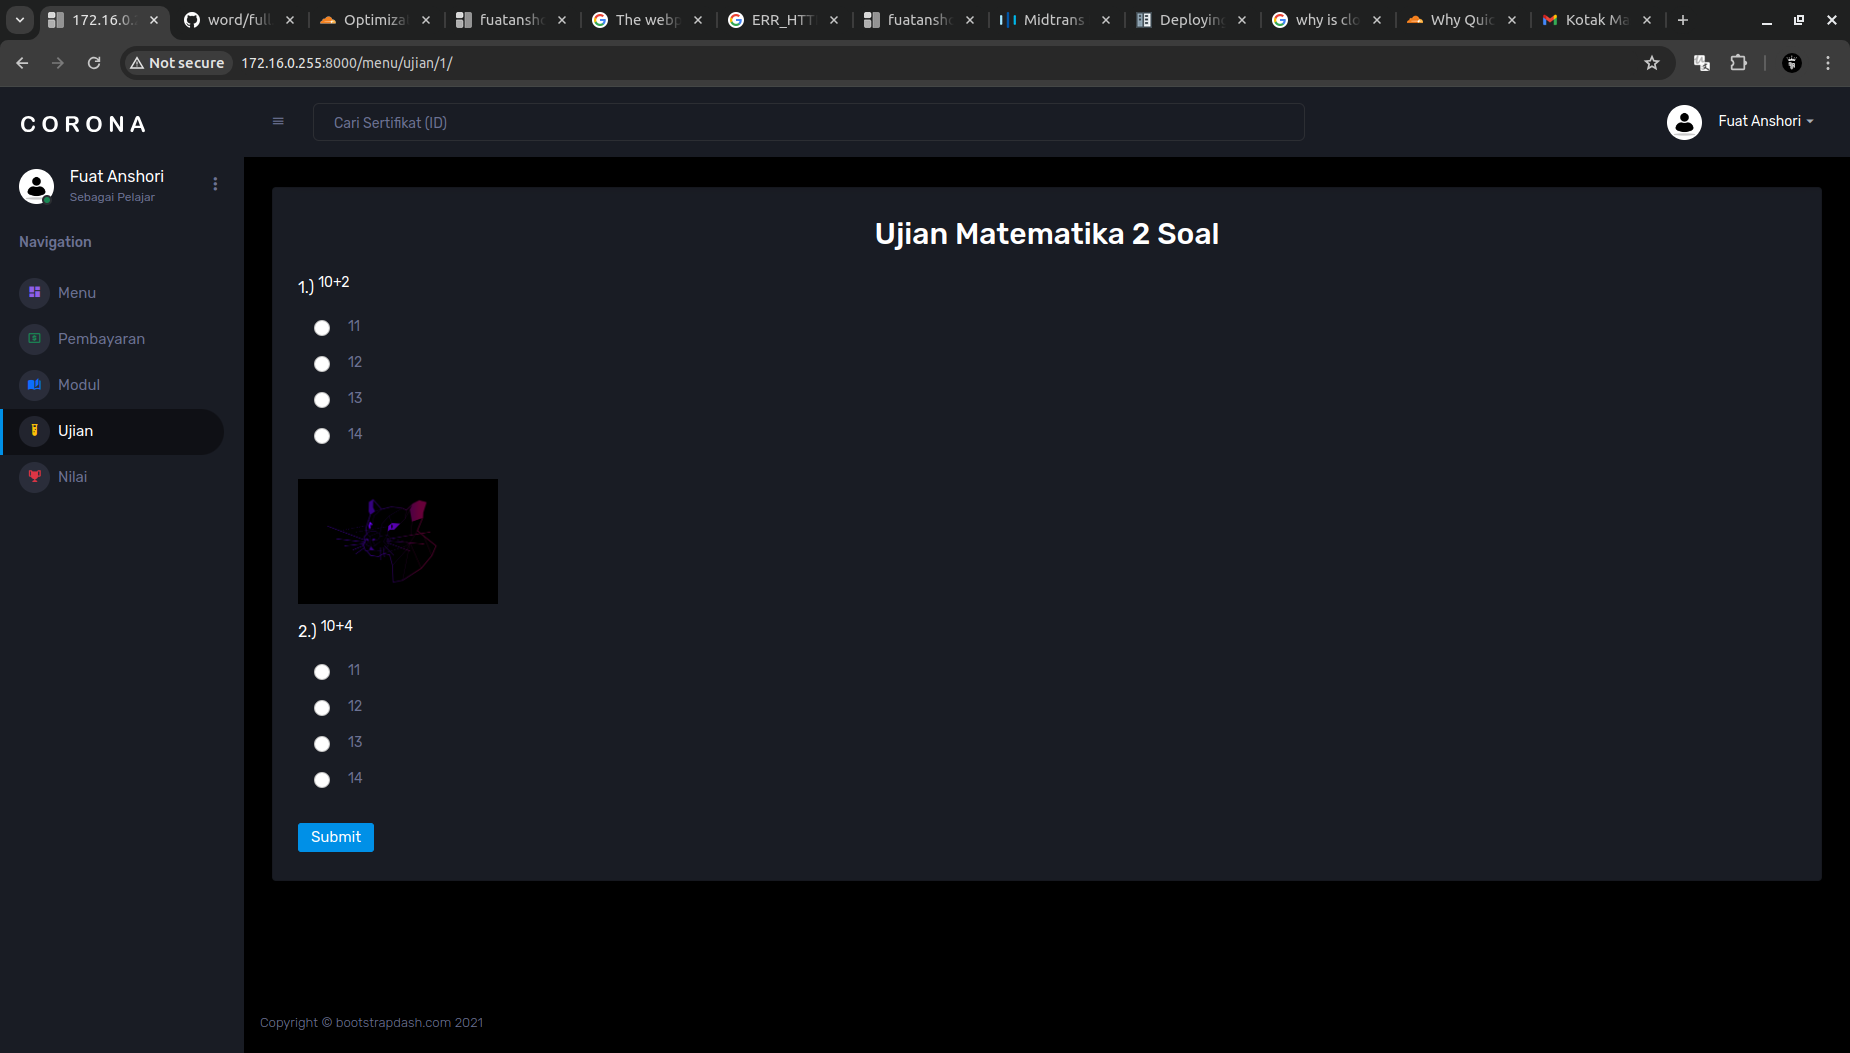 172.16.0.
word/full
Optimiza
fuatansh
The webp
ERR_HTT
fuatansh
Midtrans
Deploying
why is clo
Why Quic
Kotak Ma
Not secure
172.16.0.255:8000/menu/ujian/1/
CORONA
Cari Sertifikat (ID)
Fuat Anshori
Fuat Anshori
Sebagai Pelajar
Navigation
Menu
Pembayaran
Modul
Ujian
Nilai
Ujian Matematika 2 Soal
1.) 10+2
11
12
13
14
2.) 10+4
11
12
13
14
Submit
Copyright © bootstrapdash.com 2021